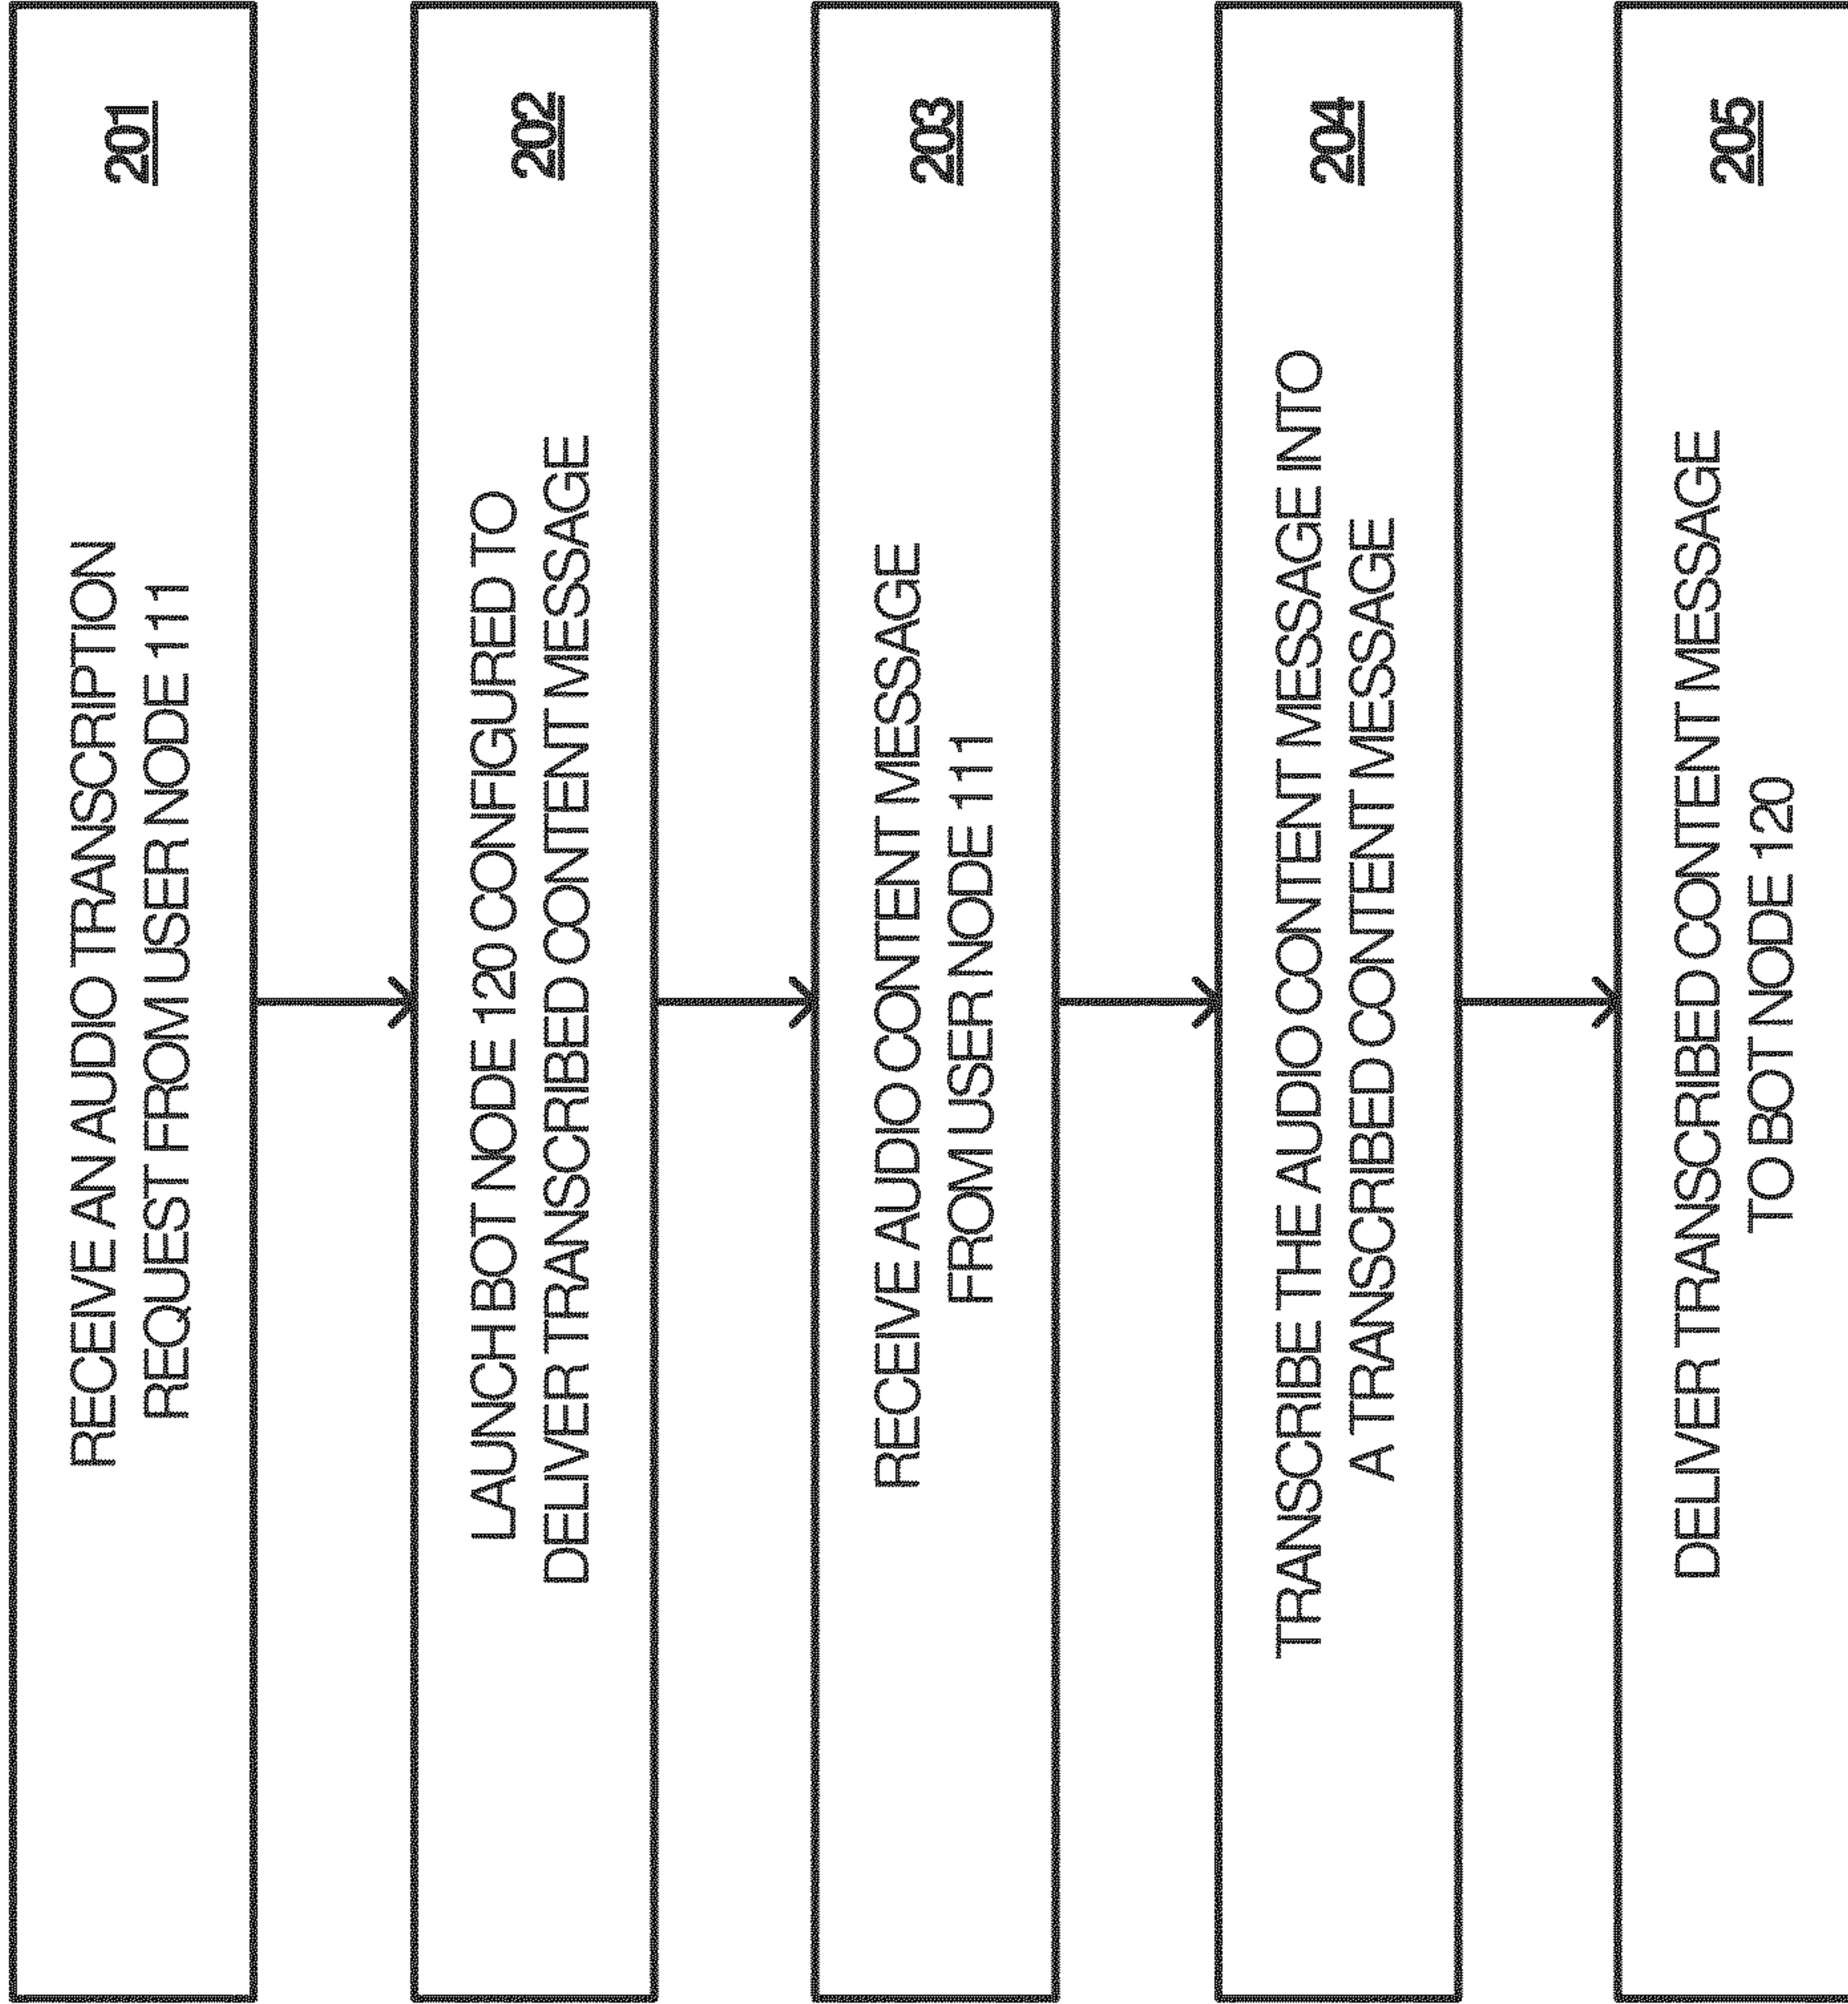 RECEIVE AN AUDIO TRANSCRIPTION
REQUEST FROM USER NODE 111
201
LAUNCH BOT NODE 120 CONFIGURED TO
DELIVER TRANSCRIBED CONTENT MESSAGE
202
RECEIVE AUDIO CONTENT MESSAGE
FROM USER NODE 111
203
TRANSCRIBE THE AUDIO CONTENT MESSAGE INTO
A TRANSCRIBED CONTENT MESSAGE
204
DELIVER TRANSCRIBED CONTENT MESSAGE
TO BOT NODE 120
205